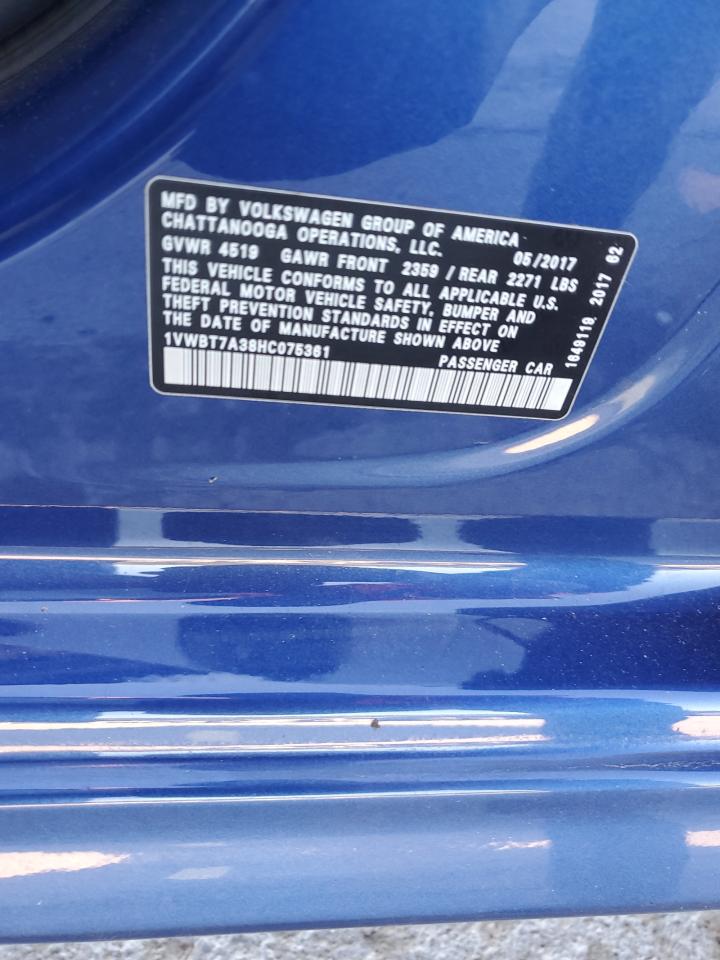 MFD BY VOLKSWAGEN GROUP OF AMERICA
CHATTANOOGA OPERATIONS, LLC. 05/2017
GVWR 4519 GAWR FRONT 2359 / REAR 2271 LBS
THIS VEHICLE CONFORMS TO ALL APPLICABLE U.S.
FEDERAL MOTOR VEHICLE SAFETY, BUMPER AND
THEFT PREVENTION STANDARDS IN EFFECT ON
THE DATE OF MANUFACTURE SHOWN ABOVE
1VWBT7A38HC075361 PASSENGER CAR
1649119 2017 62